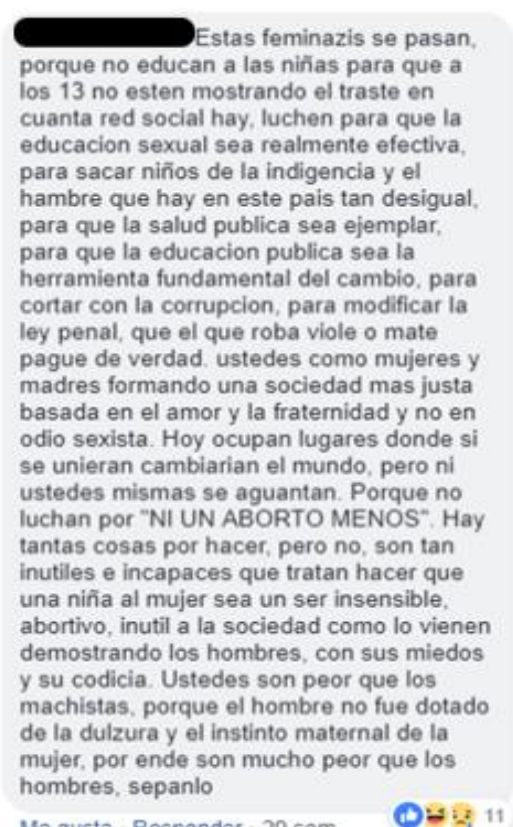 Estas feminazis se pasan,
porque no educan a las niñas para que a
los 13 no esten mostrando el traste en
cuanta red social hay, luchen para que la
educacion sexual sea realmente efectiva,
para sacar niños de la indigencia y el
hambre que hay en este pais tan desigual,
para que la salud publica sea ejemplar,
para que la educacion publica sea la
herramienta fundamental del cambio, para
cortar con la corrupcion, para modificar la
ley penal, que el que roba viole o mate
pague de verdad. ustedes como mujeres y
madres formando una sociedad mas justa
basada en el amor y la fraternidad y no en
odio sexista. Hoy ocupan lugares donde si
se unieran cambiarian el mundo, pero ni
ustedes mismas se aguantan. Porque no
luchan por "NI UN ABORTO MENOS". Hay
tantas cosas por hacer, pero no, son tan
inutiles e incapaces que tratan hacer que
una niña al mujer sea un ser insensible,
abortivo, inutil a la sociedad como lo vienen
demostrando los hombres, con sus miedos
y su codicia. Ustedes son peor que los
machistas, porque el hombre no fue dotado
de la dulzura y el instinto maternal de la
mujer, por ende son mucho peor que los
hombres, sepanlo
11
Me gusta · Responder · 20 sem